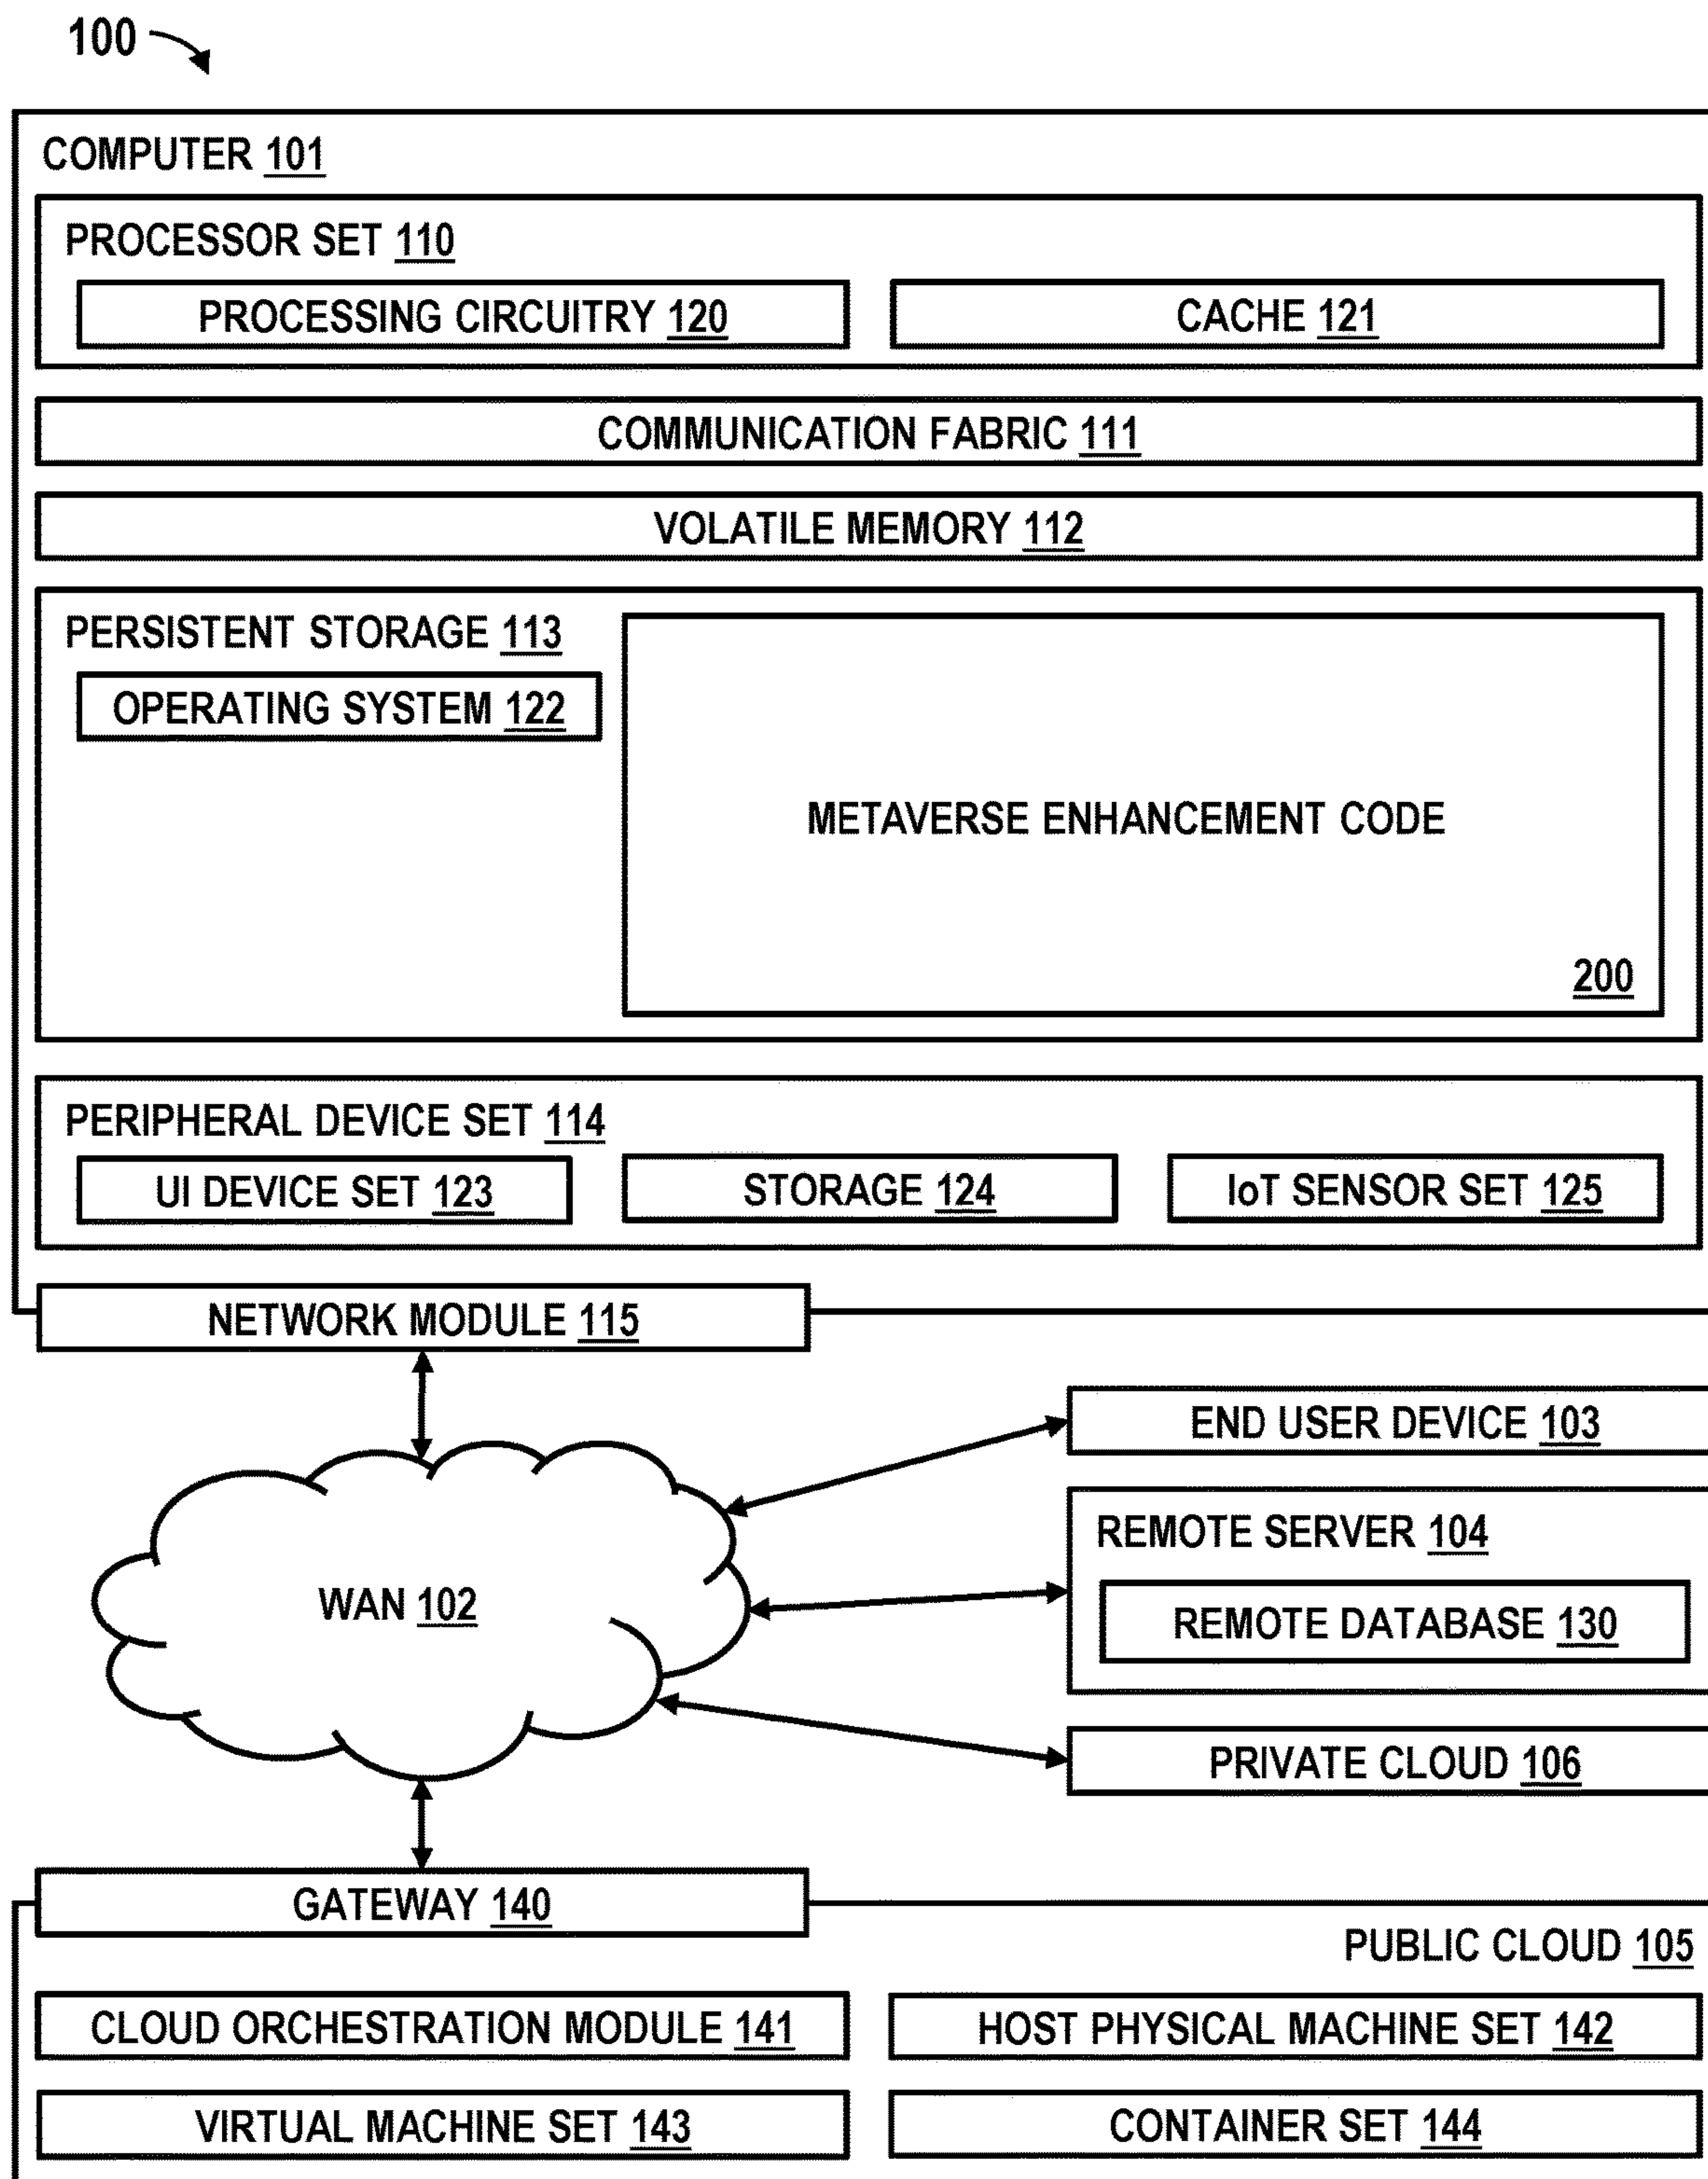 100
COMPUTER 101
PROCESSOR SET 110
PROCESSING CIRCUITRY 120
CACHE 121
COMMUNICATION FABRIC 111
VOLATILE MEMORY 112
PERSISTENT STORAGE 113
OPERATING SYSTEM 122
METAVERSE ENHANCEMENT CODE
200
PERIPHERAL DEVICE SET 114
UI DEVICE SET 123
STORAGE 124
IoT SENSOR SET 125
NETWORK MODULE 115
END USER DEVICE 103
REMOTE SERVER 104
WAN 102
REMOTE DATABASE 130
PRIVATE CLOUD 106
GATEWAY 140
PUBLIC CLOUD 105
CLOUD ORCHESTRATION MODULE 141
HOST PHYSICAL MACHINE SET 142
VIRTUAL MACHINE SET 143
CONTAINER SET 144